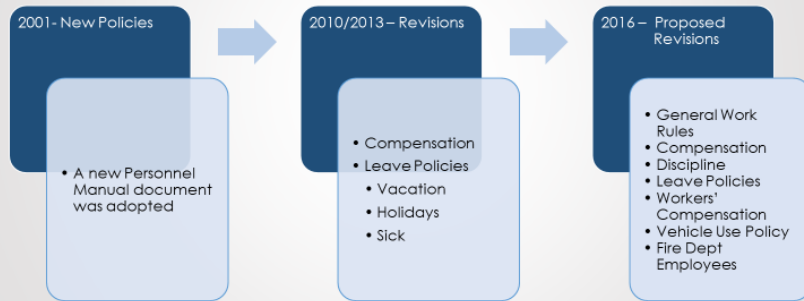 2001- New Policies
• A new Personnel
Manual document
was adopted
2010/2013 – Revisions
• Compensation
• Leave Policies
• Vacation
• Holidays
• Sick
2016 – Proposed
Revisions
• General Work
Rules
• Compensation
• Discipline
• Leave Policies
• Workers'
Compensation
• Vehicle Use Policy
• Fire Dept
Employees